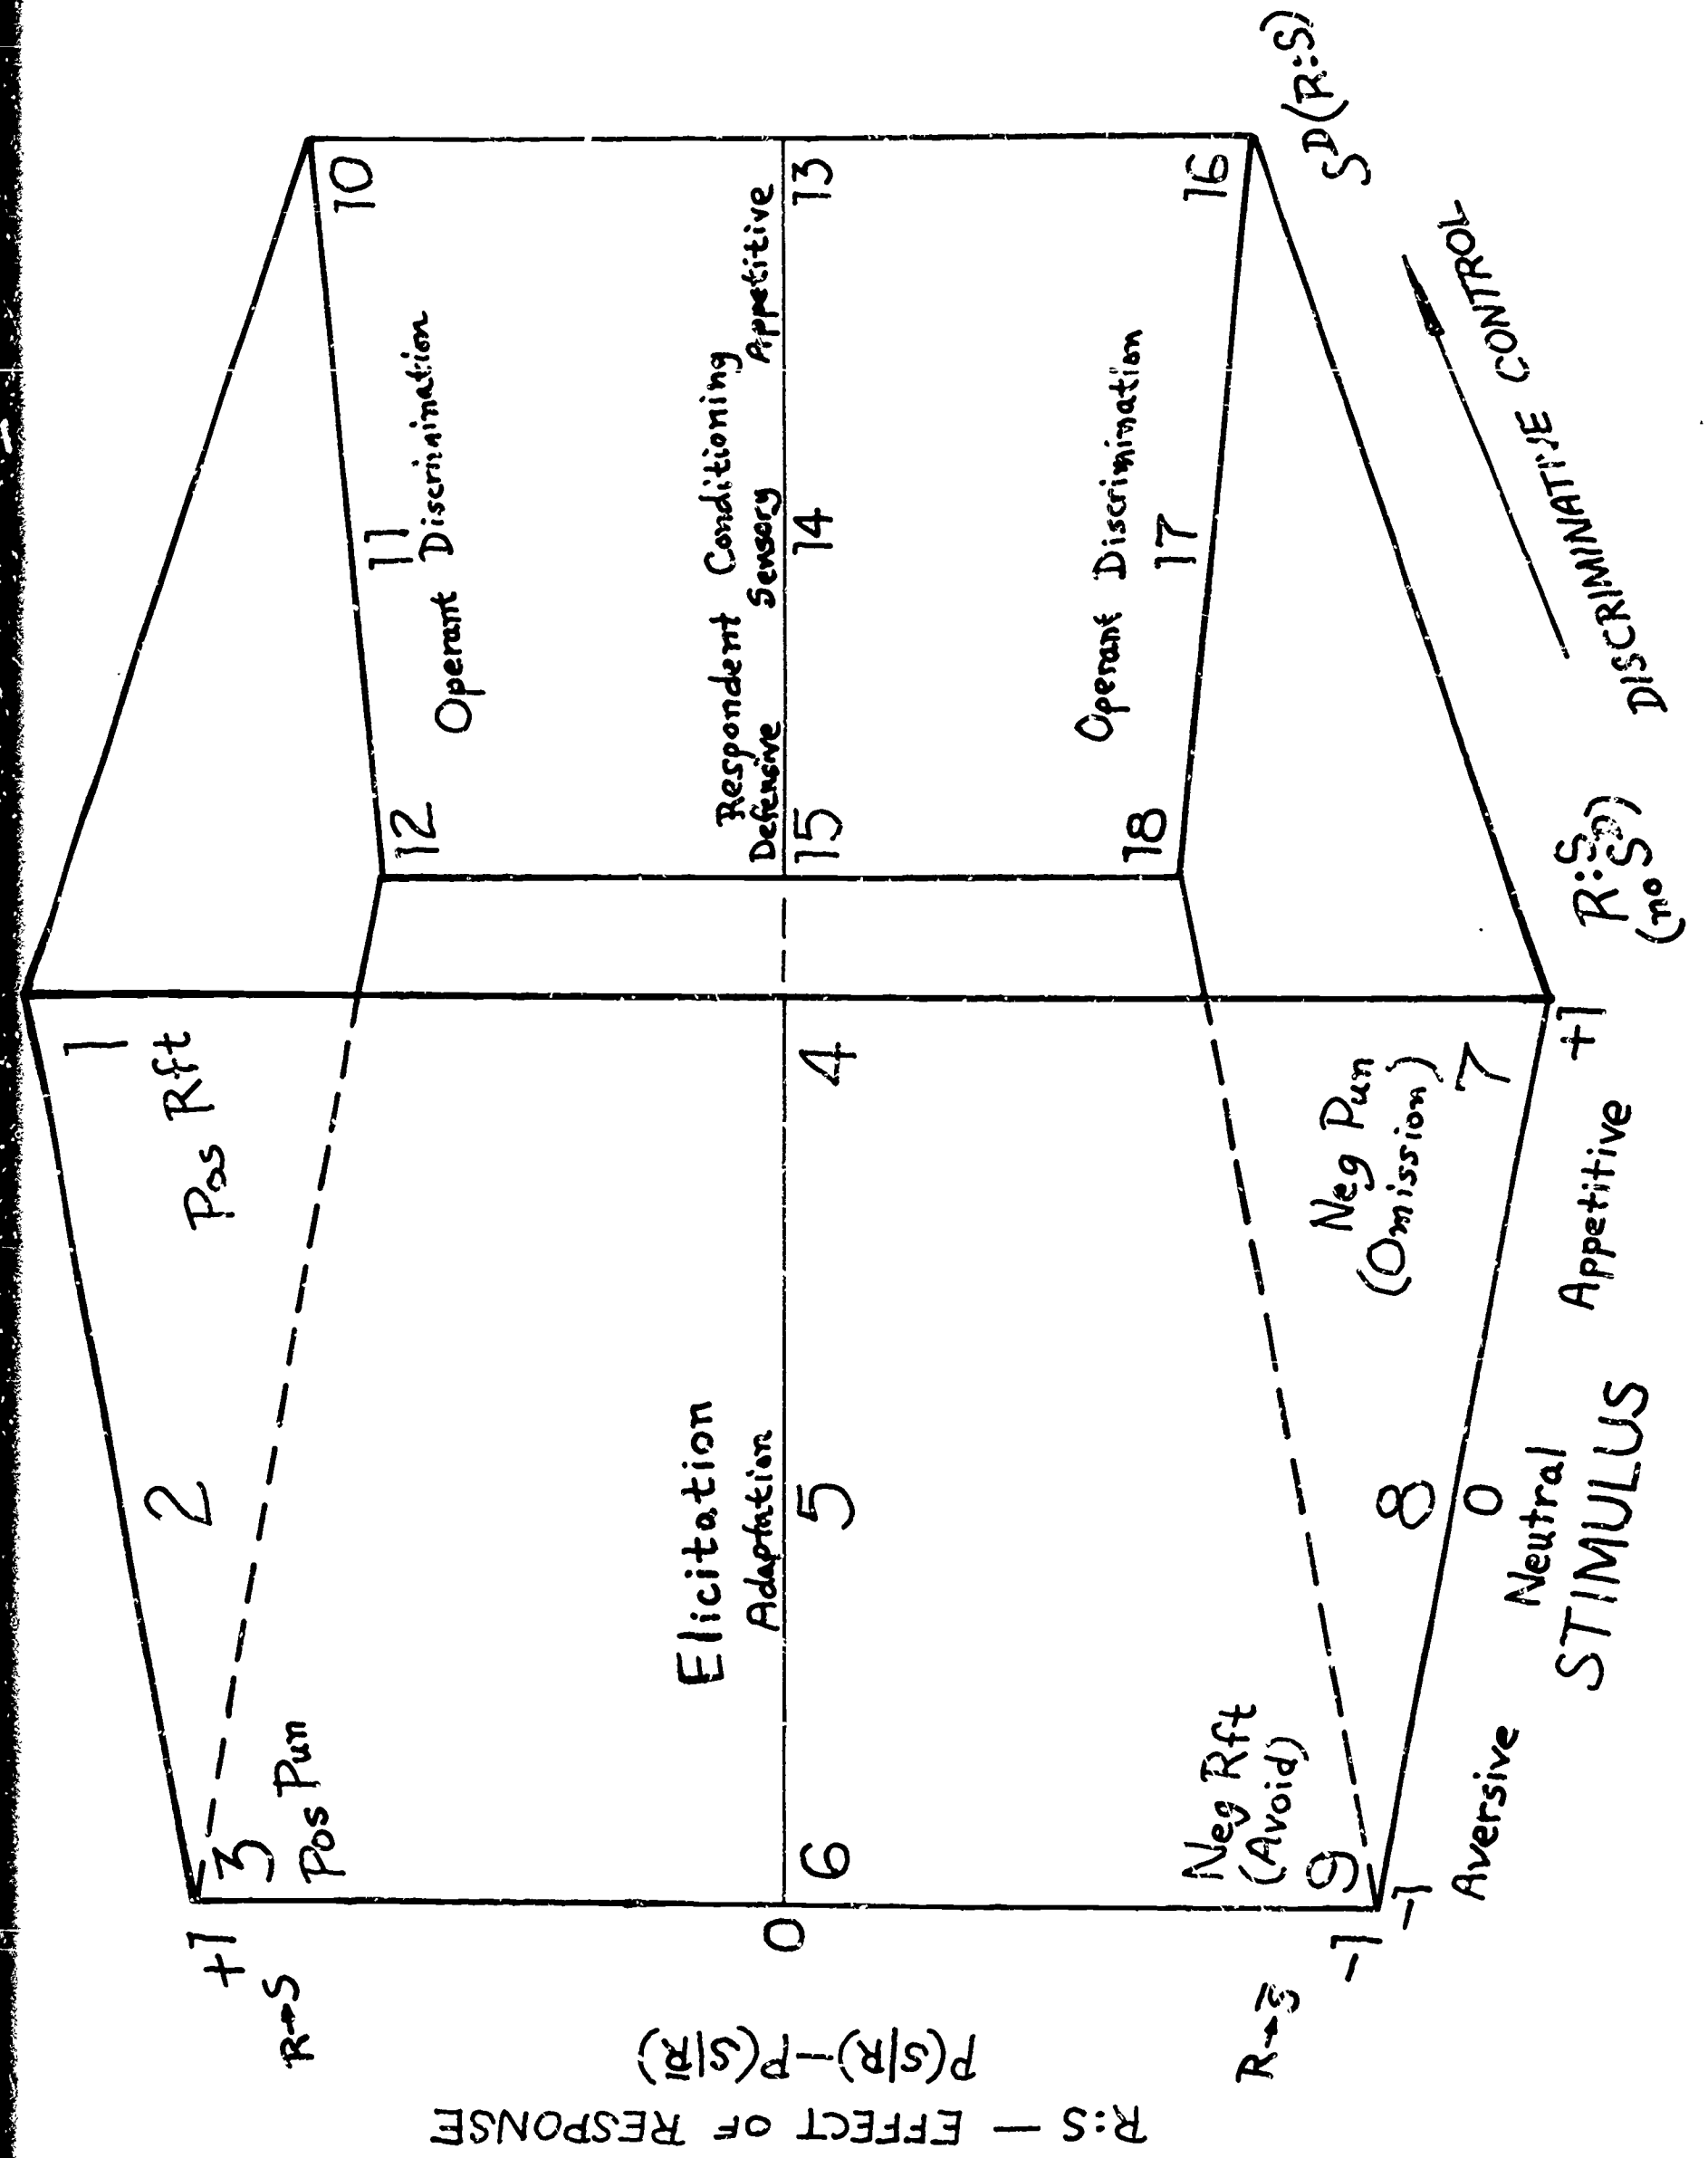 R:S — EFFECT OF RESPONSE
P(S|R)-P(S|R̅)
+1
R→S
0
R→S̅
-1
1
Pos Rft
2
3
Pos Pun
Elicitation
Adaptation
4
5
6
Neg Rft
(Avoid)
9
Neg Pun
(Omission)
7
8
-1
0
+1
Aversive
Neutral
Appetitive
STIMULUS
10
11
12
Operant Discrimination
Respondent Conditioning
Defensive Sensory Appetitive
15
14
13
Operant Discrimination
18
17
16
R:S
(no Sᴰ)
DISCRIMINATIVE CONTROL
Sᴰ(R:S)